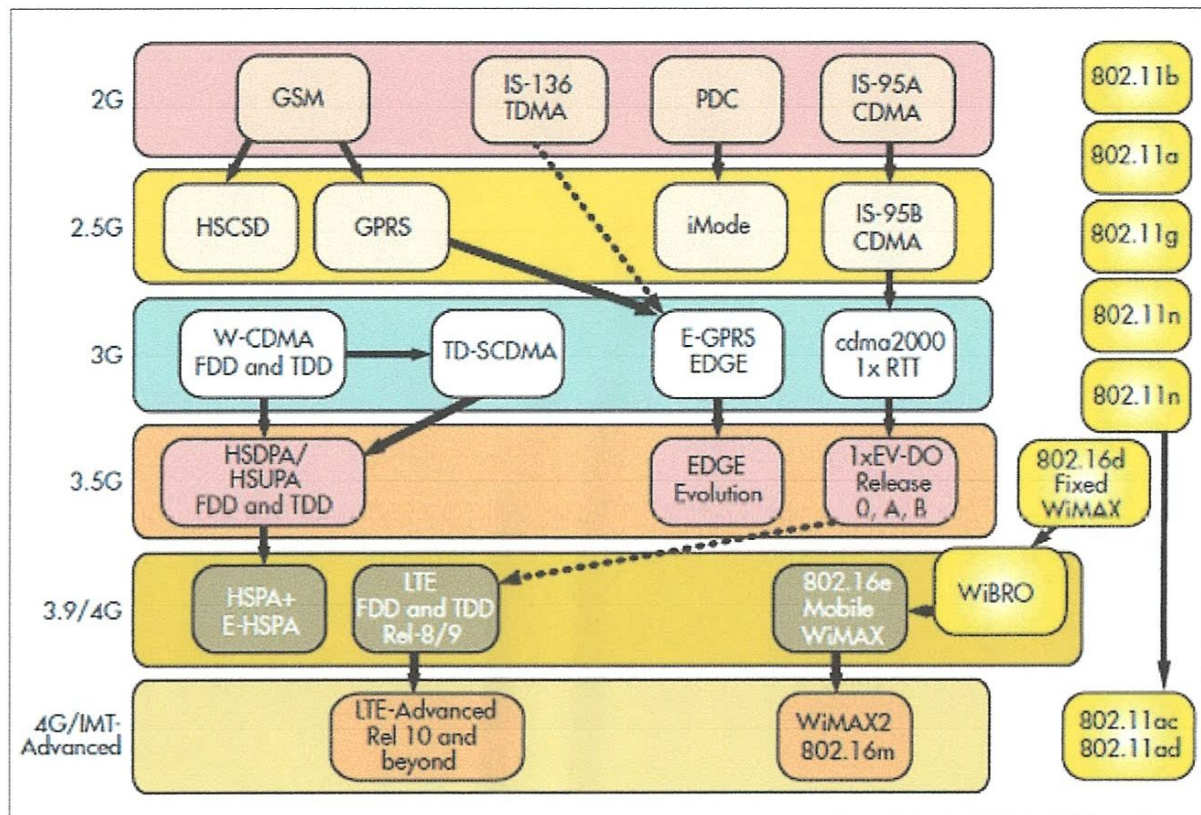 2G
GSM
IS-136
TDMA
PDC
IS-95A
CDMA
802.11b
802.11a
2.5G
HSCSD
GPRS
iMode
IS-95B
CDMA
802.11g
3G
W-CDMA
FDD and TDD
TD-SCDMA
E-GPRS
EDGE
cdma2000
1x RTT
802.11n
802.11n
3.5G
HSDPA/
HSUPA
FDD and TDD
EDGE
Evolution
1xEV-DO
Release
0, A, B
802.16d
Fixed
WiMAX
3.9/4G
HSPA+
E-HSPA
LTE
FDD and TDD
Rel-8/9
802.16e
Mobile
WiMAX
WiBRO
4G/IMT-
Advanced
LTE-Advanced
Rel 10 and
beyond
WiMAX2
802.16m
802.11ac
802.11ad